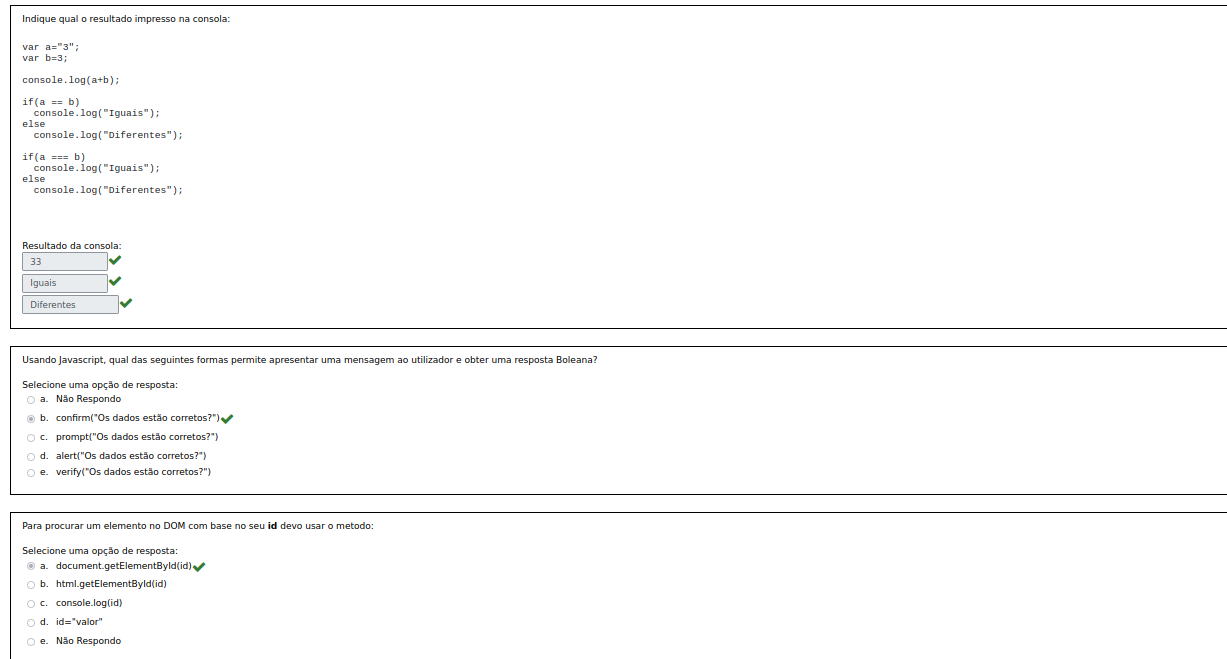 Indique qual o resultado impresso na consola:
var a="3";
var b=3;
console.log(a+b);
if(a == b)
  console.log("Iguais");
else
  console.log("Diferentes");
if(a === b)
  console.log("Iguais");
else
  console.log("Diferentes");
Resultado da consola:
33
Iguais
Diferentes
Usando Javascript, qual das seguintes formas permite apresentar uma mensagem ao utilizador e obter uma resposta Boleana?
Selecione uma opção de resposta:
a. Não Respondo
b. confirm("Os dados estão corretos?")
c. prompt("Os dados estão corretos?")
d. alert("Os dados estão corretos?")
e. verify("Os dados estão corretos?")
Para procurar um elemento no DOM com base no seu id devo usar o metodo:
Selecione uma opção de resposta:
a. document.getElementById(id)
b. html.getElementById(id)
c. console.log(id)
d. id="valor"
e. Não Respondo